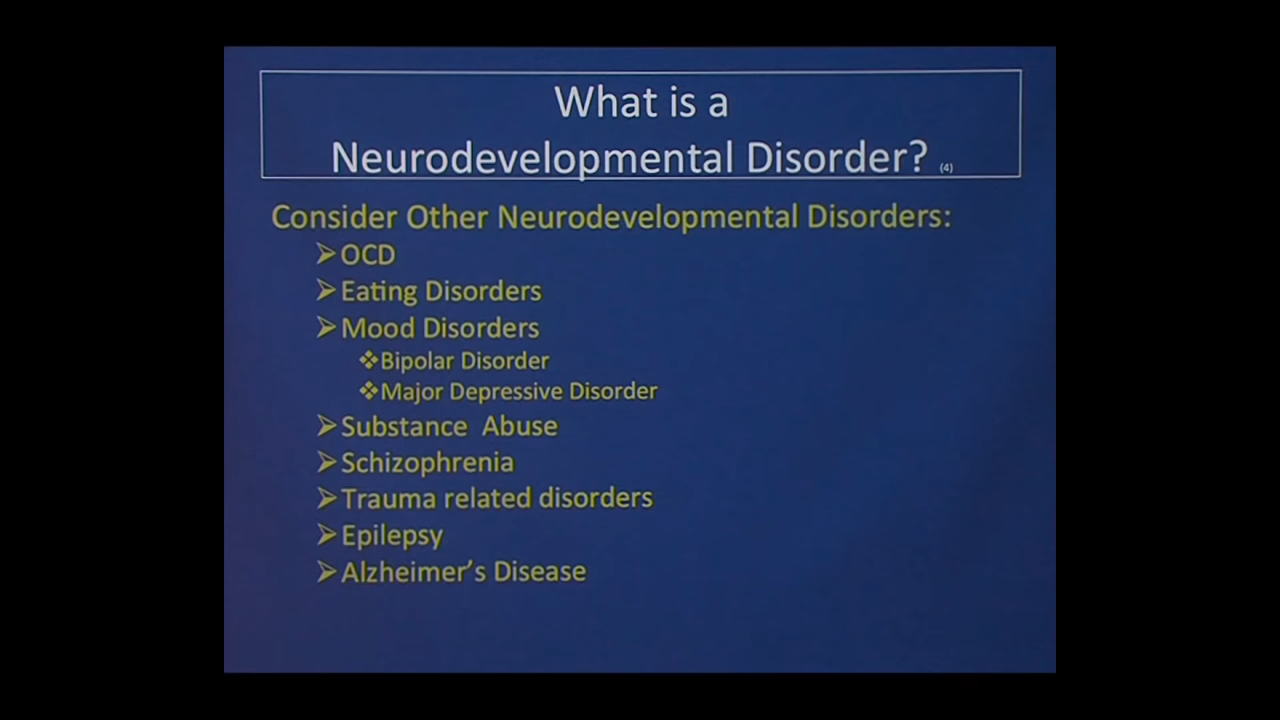 What is a
Neurodevelopmental Disorder? (4)
Consider Other Neurodevelopmental Disorders:
➢OCD
➢Eating Disorders
➢Mood Disorders
❖Bipolar Disorder
❖Major Depressive Disorder
➢Substance Abuse
➢Schizophrenia
➢Trauma related disorders
➢Epilepsy
➢Alzheimer’s Disease